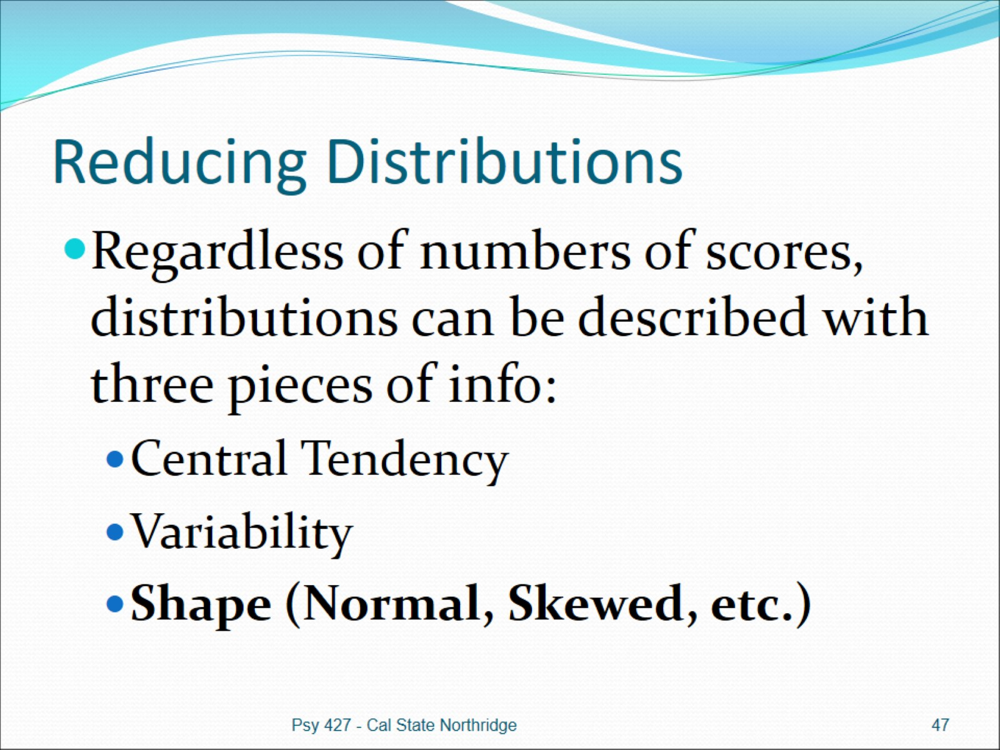 Reducing Distributions
•Regardless of numbers of scores,
distributions can be described with
three pieces of info:
•Central Tendency
•Variability
•Shape (Normal, Skewed, etc.)
Psy 427 - Cal State Northridge
47